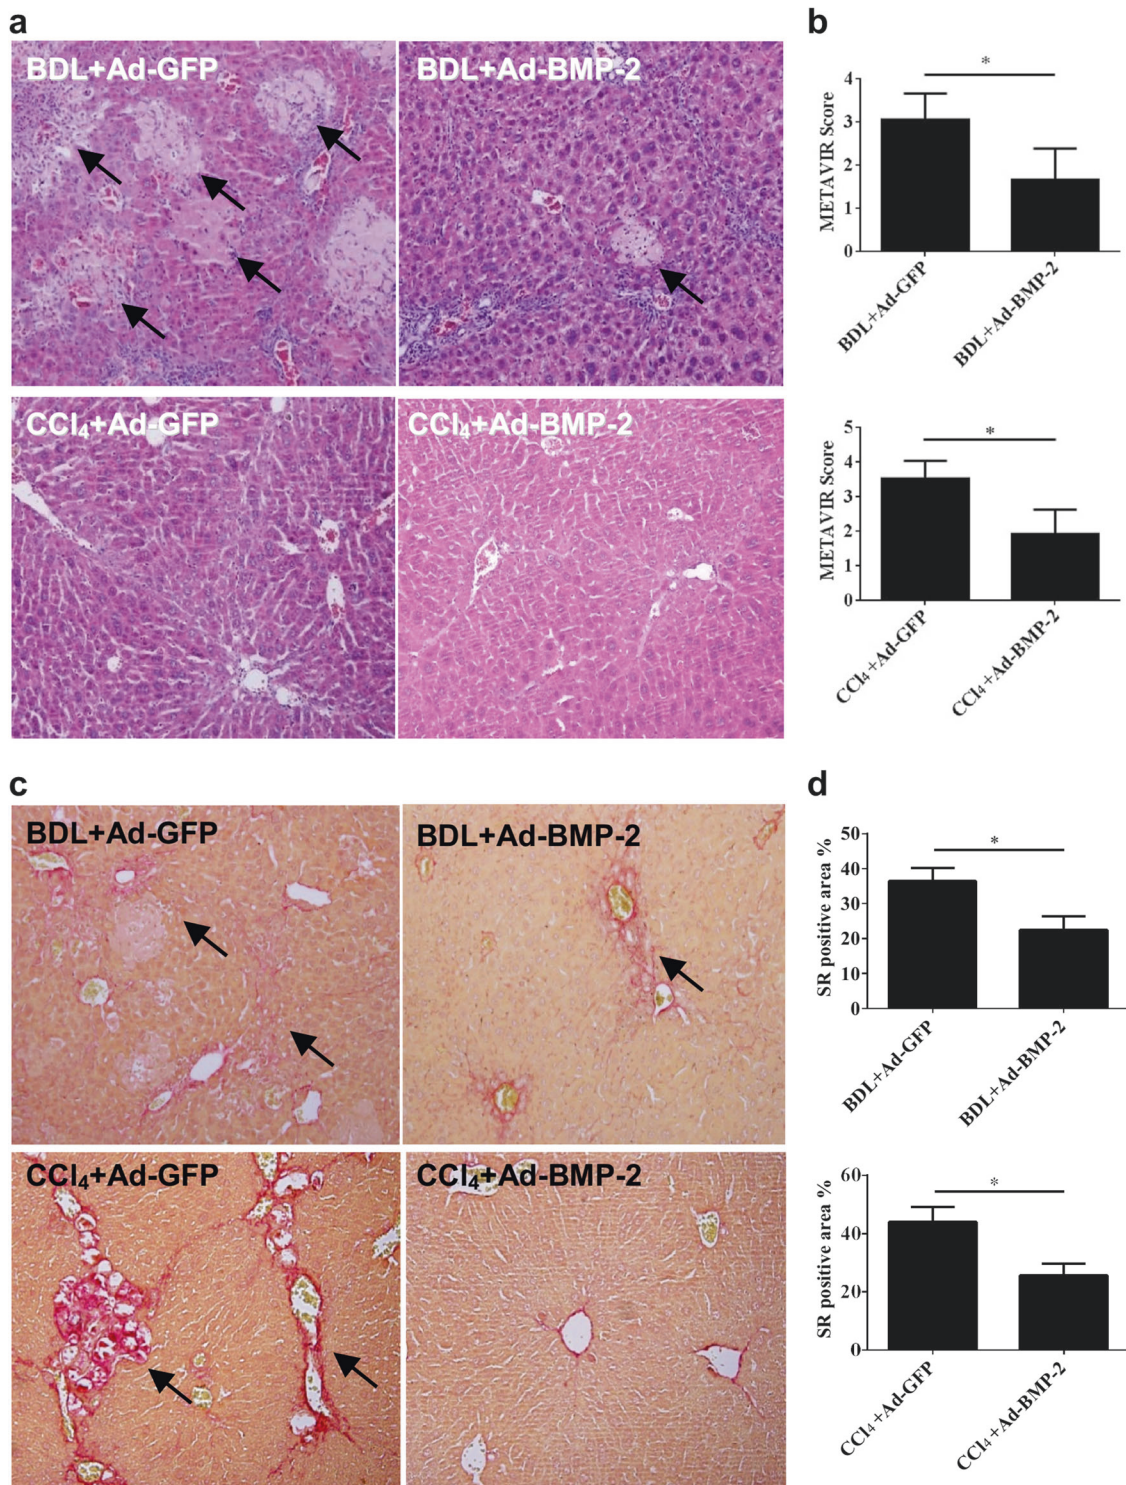 a
BDL+Ad-GFP
BDL+Ad-BMP-2
CCl₄+Ad-GFP
CCl₄+Ad-BMP-2
b
*
METAVIR Score
4
3
2
1
0
BDL+Ad-GFP
BDL+Ad-BMP-2
*
METAVIR Score
5
4
3
2
1
0
CCl₄+Ad-GFP
CCl₄+Ad-BMP-2
c
BDL+Ad-GFP
BDL+Ad-BMP-2
CCl₄+Ad-GFP
CCl₄+Ad-BMP-2
d
*
SR positive area %
50
40
30
20
10
0
BDL+Ad-GFP
BDL+Ad-BMP-2
*
SR positive area %
60
40
20
0
CCl₄+Ad-GFP
CCl₄+Ad-BMP-2